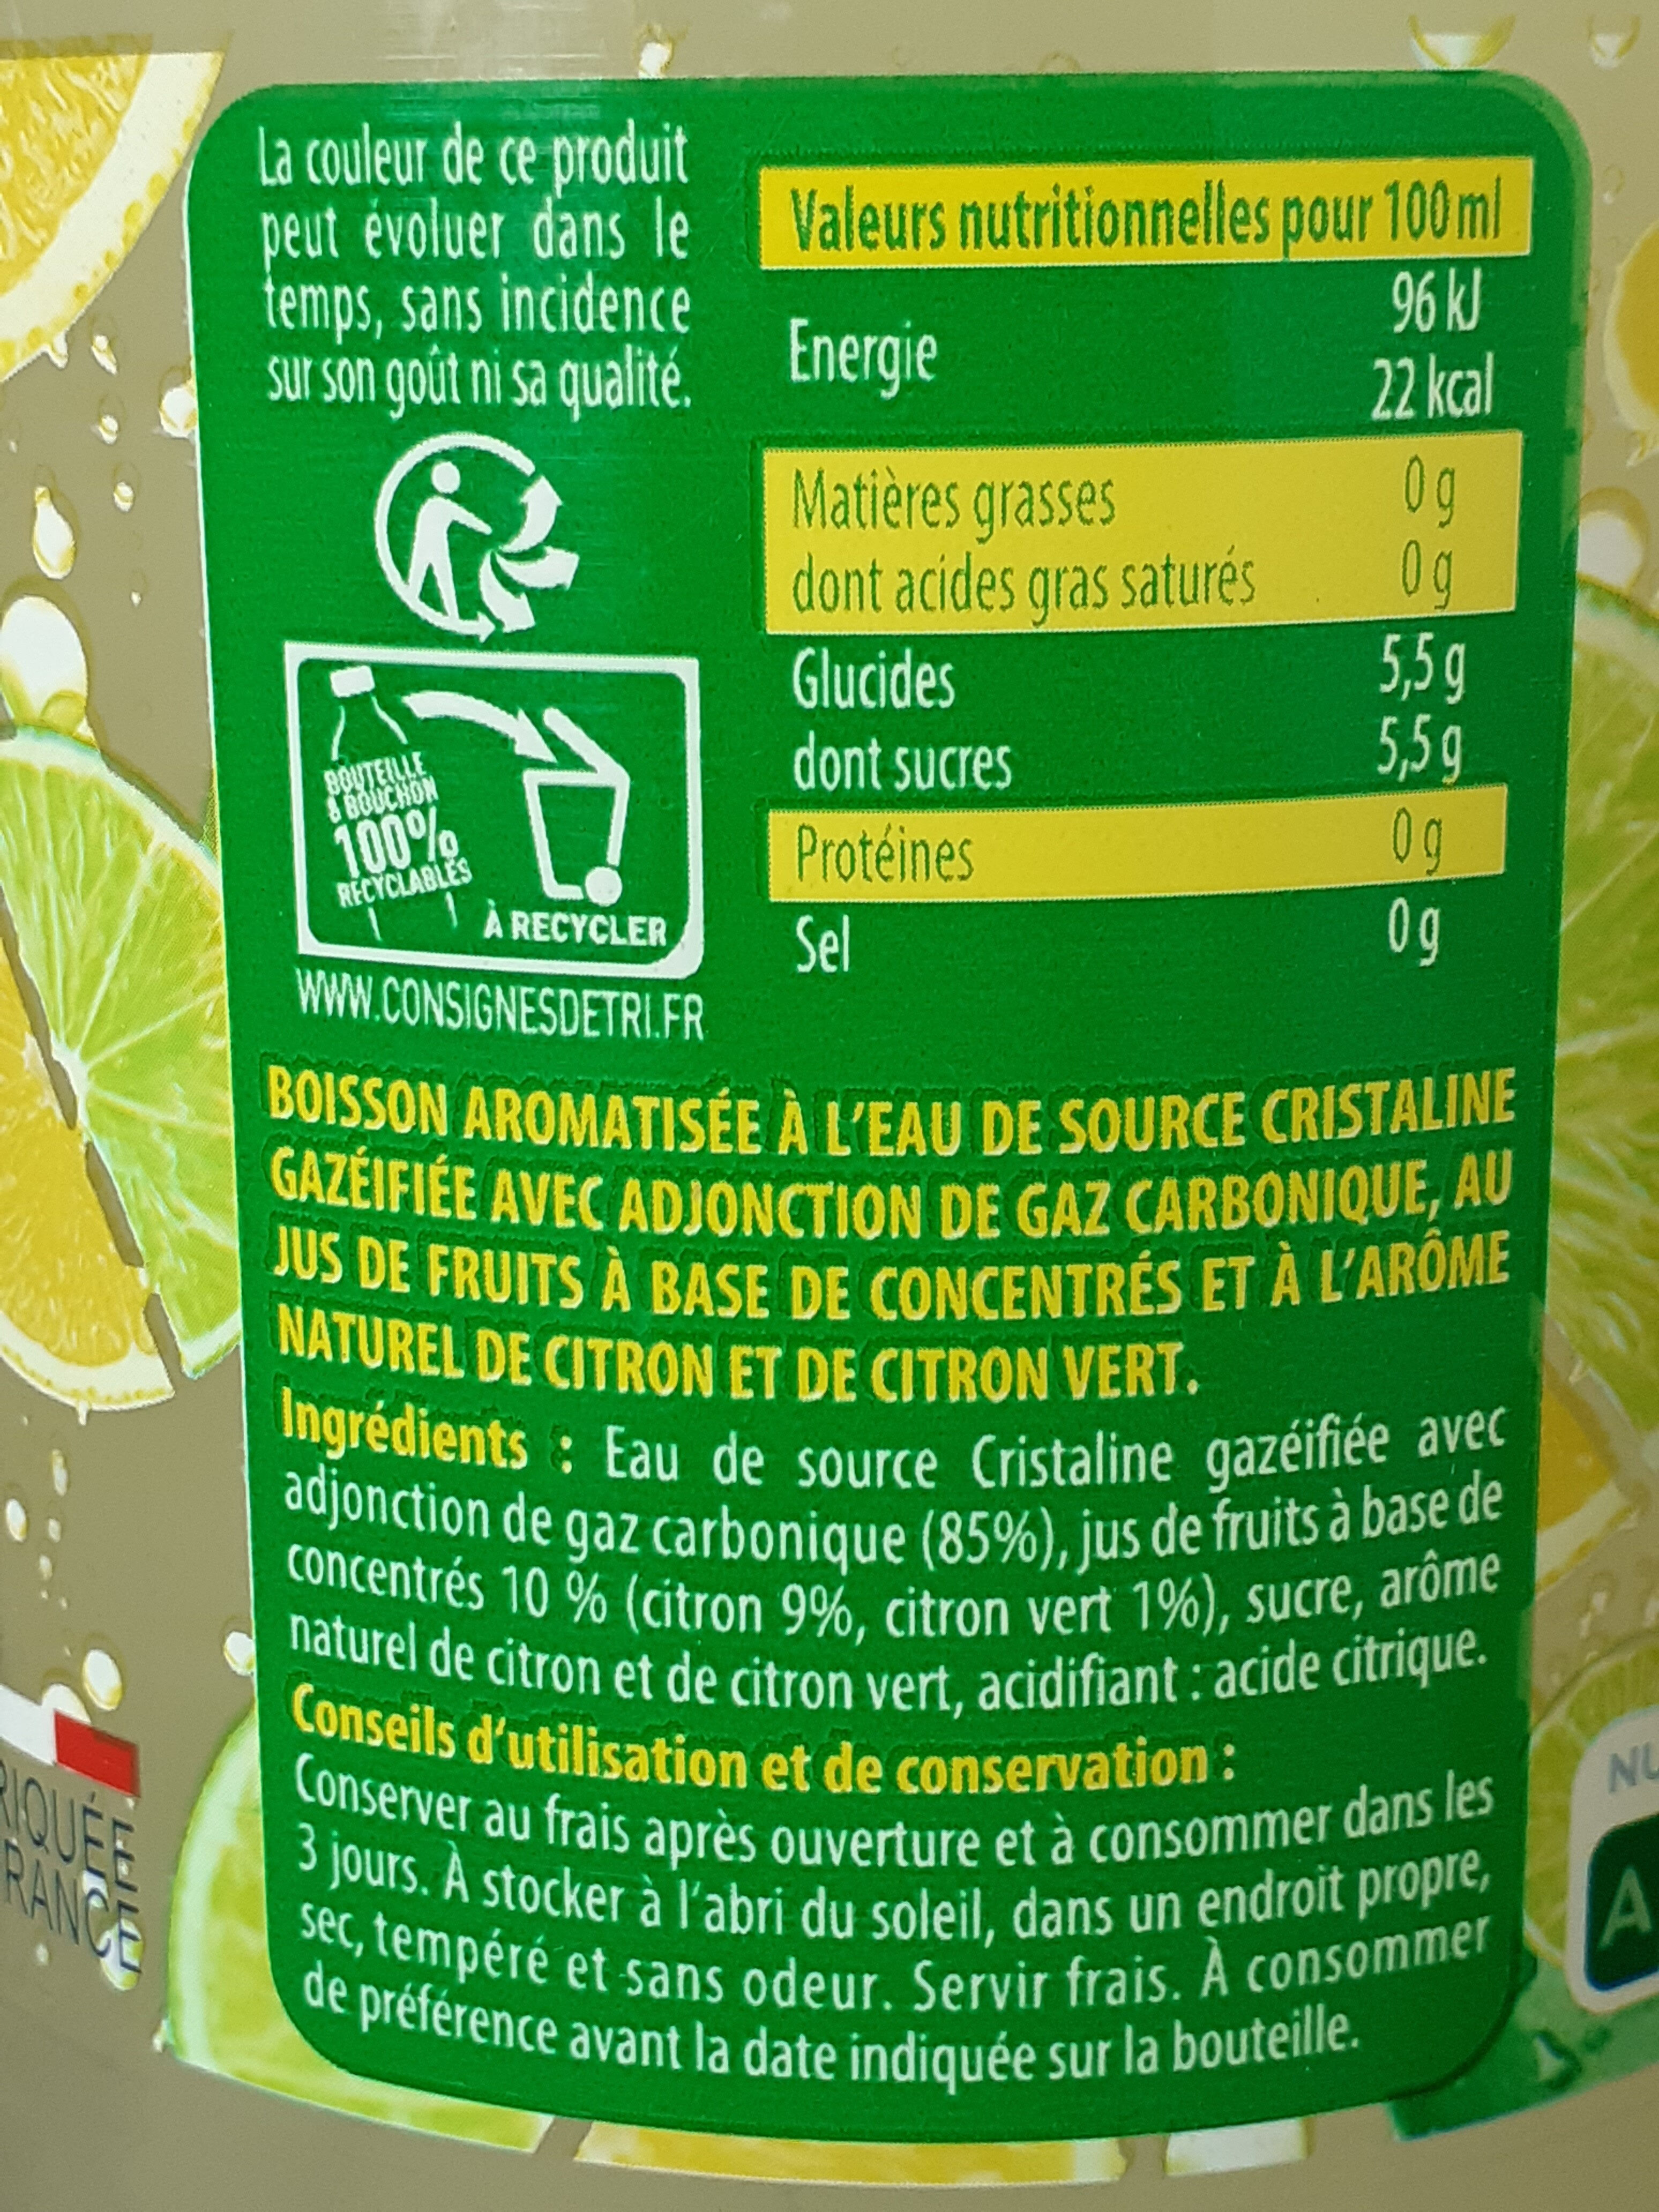 La couleur de ce produit
peut évoluer dans le
temps, sans incidence
sur son goût ni sa qualité.
BOUTEILLE
& BOUCHON
100%
RECYCLABLES
À RECYCLER
WWW.CONSIGNESDETRI.FR
Valeurs nutritionnelles pour 100 ml
Energie 96 kJ
22 kcal
Matières grasses 0 g
dont acides gras saturés 0 g
Glucides 5,5 g
dont sucres 5,5 g
Protéines 0 g
Sel 0 g
BOISSON AROMATISÉE À L'EAU DE SOURCE CRISTALINE
GAZÉIFIÉE AVEC ADJONCTION DE GAZ CARBONIQUE, AU
JUS DE FRUITS À BASE DE CONCENTRÉS ET À L'ARÔME
NATUREL DE CITRON ET DE CITRON VERT.
Ingrédients : Eau de source Cristaline gazéifiée avec
adjonction de gaz carbonique (85%), jus de fruits à base de
concentrés 10 % (citron 9%, citron vert 1%), sucre, arôme
naturel de citron et de citron vert, acidifiant : acide citrique.
Conseils d'utilisation et de conservation :
Conserver au frais après ouverture et à consommer dans les
3 jours. À stocker à l'abri du soleil, dans un endroit propre,
sec, tempéré et sans odeur. Servir frais. À consommer
de préférence avant la date indiquée sur la bouteille.
RIQUÉE
RANCE
NU
A